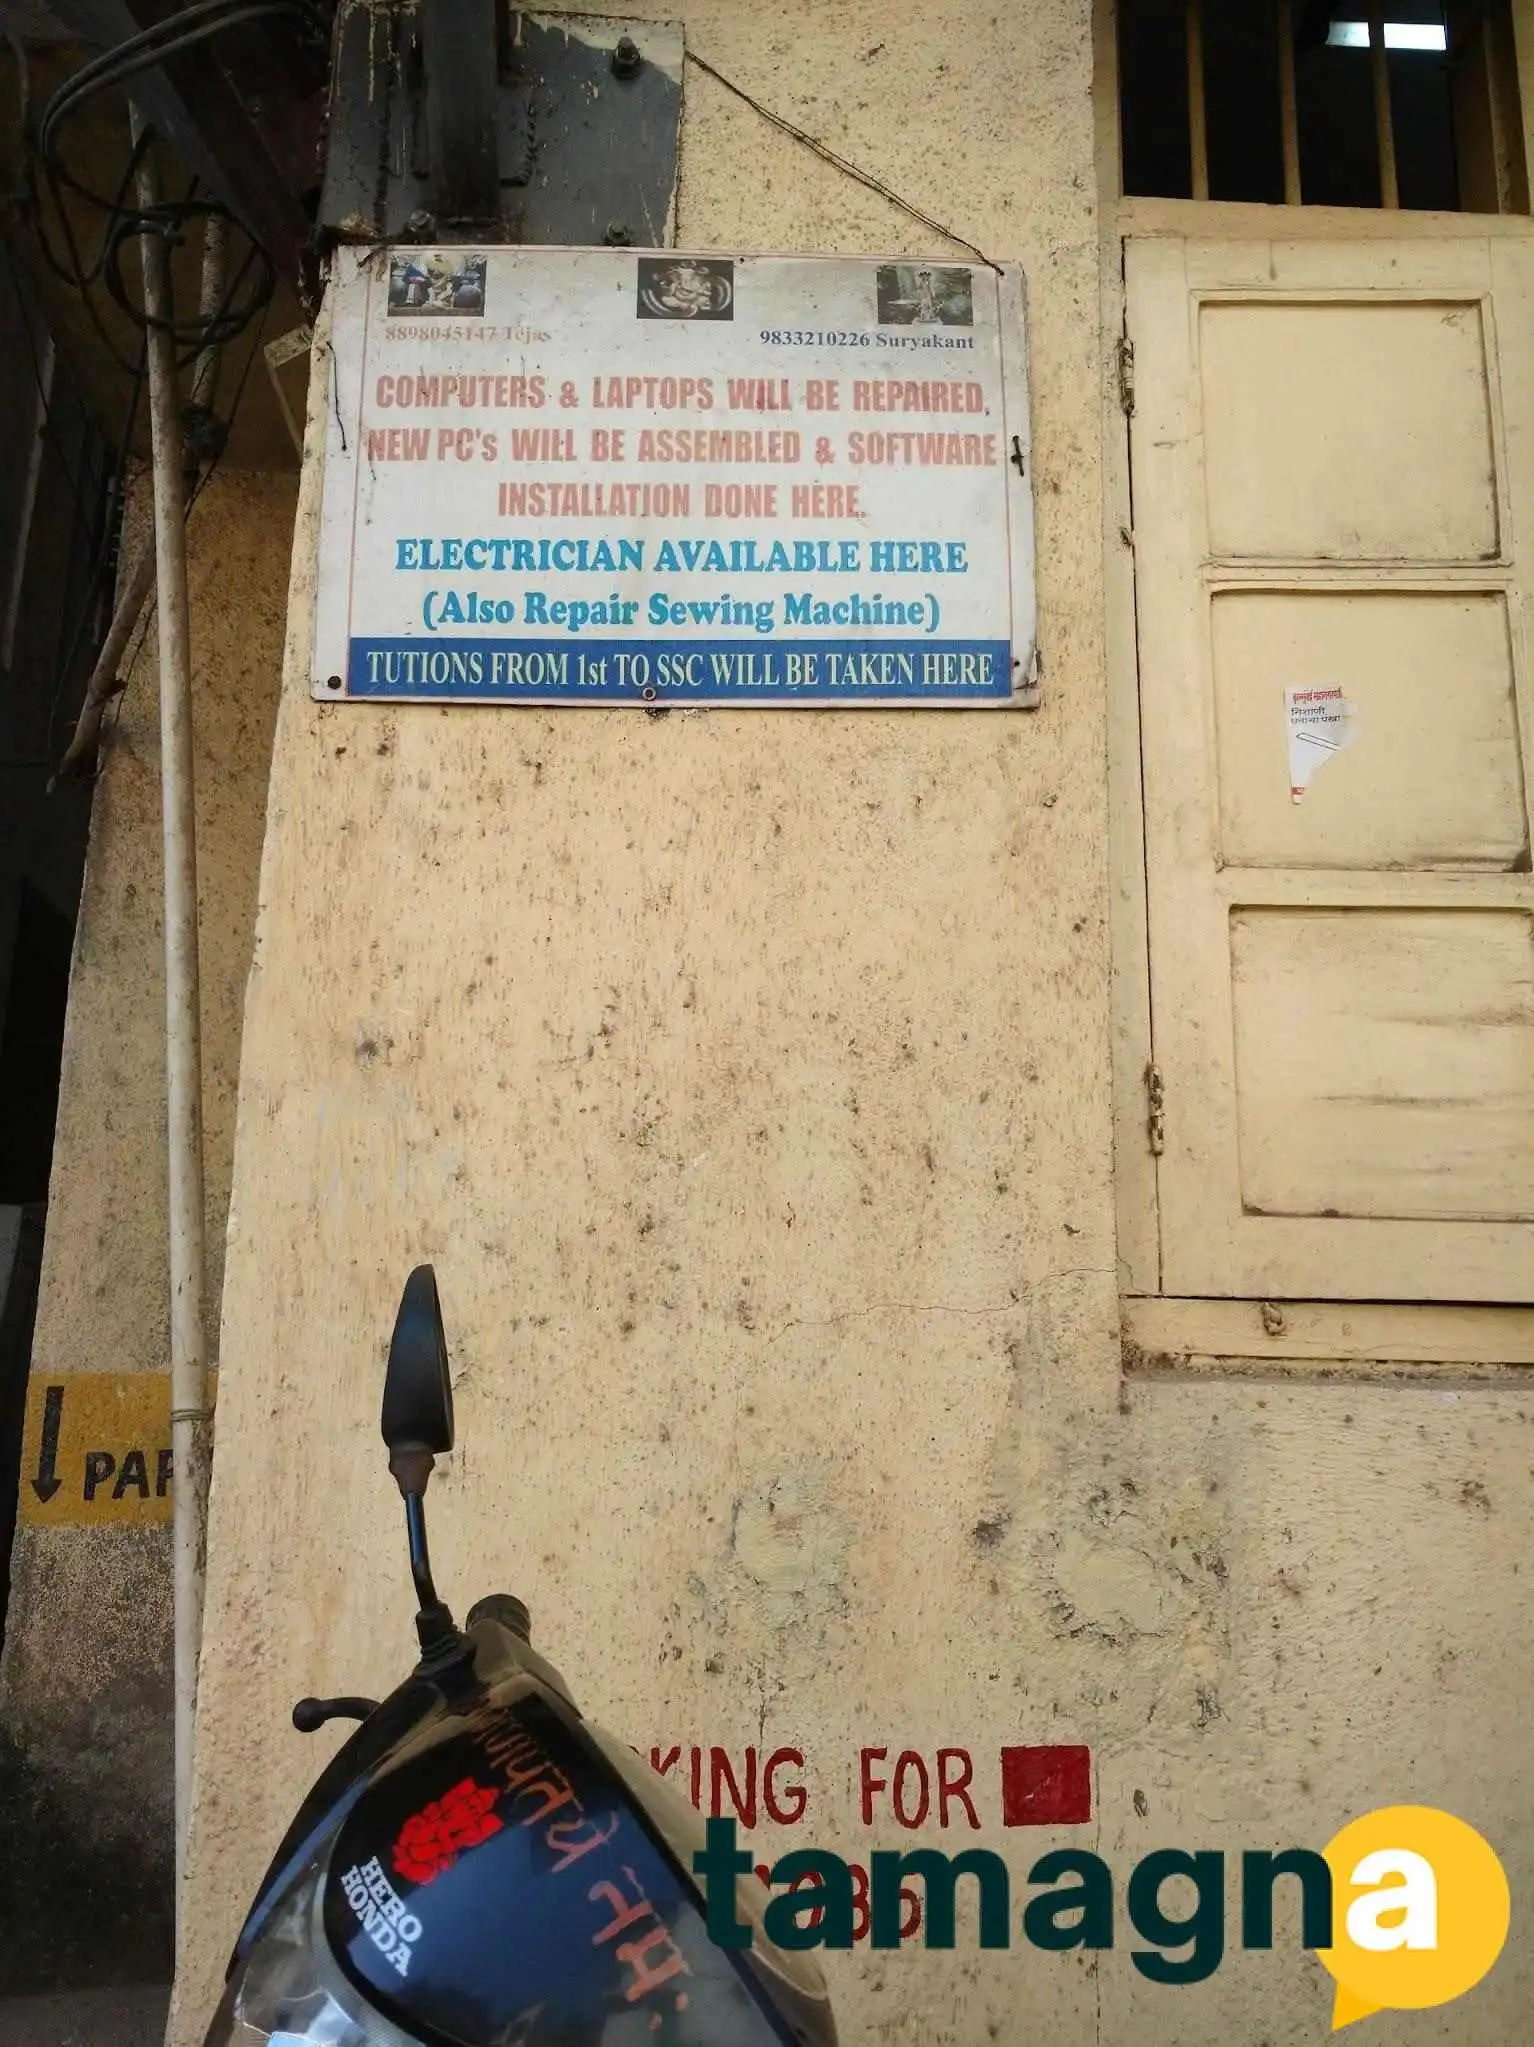 8898045147 Tejas
9833210226 Suryakant
COMPUTERS & LAPTOPS WILL BE REPAIRED,
NEW PC's WILL BE ASSEMBLED & SOFTWARE
INSTALLATION DONE HERE.
ELECTRICIAN AVAILABLE HERE
(Also Repair Sewing Machine)
TUTIONS FROM 1st TO SSC WILL BE TAKEN HERE
निशाणी
PAR
KING FOR
HERO
HONDA
नमः
tamagna